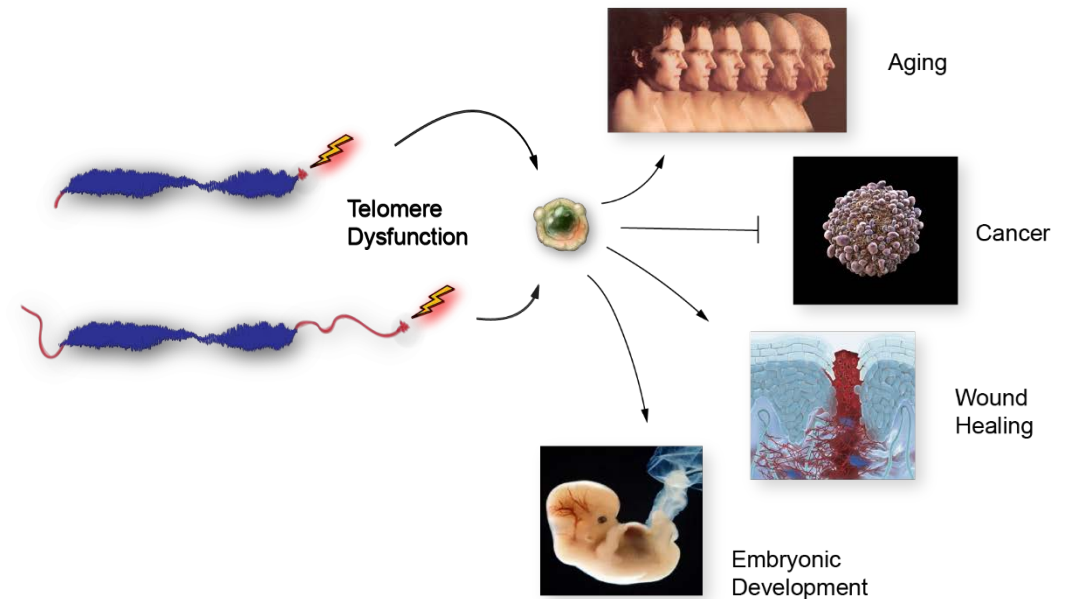 Aging
Telomere
Dysfunction
Cancer
Wound
Healing
Embryonic
Development